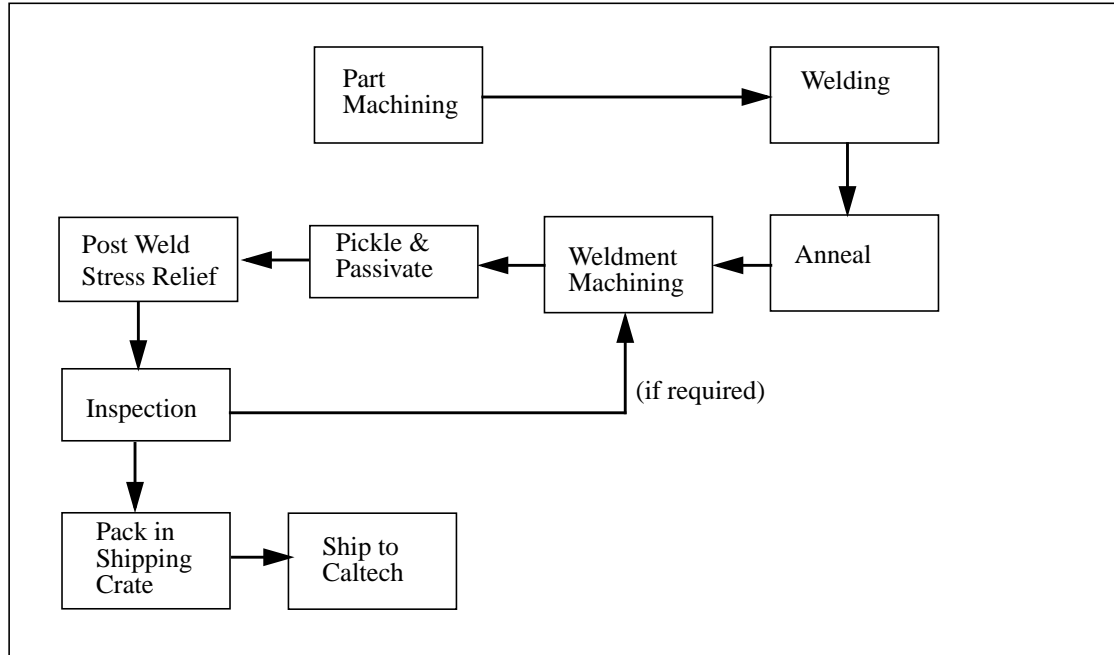 Part
Machining
Welding
Post Weld
Stress Relief
Pickle &
Passivate
Weldment
Machining
Anneal
Inspection
(if required)
Pack in
Shipping
Crate
Ship to
Caltech